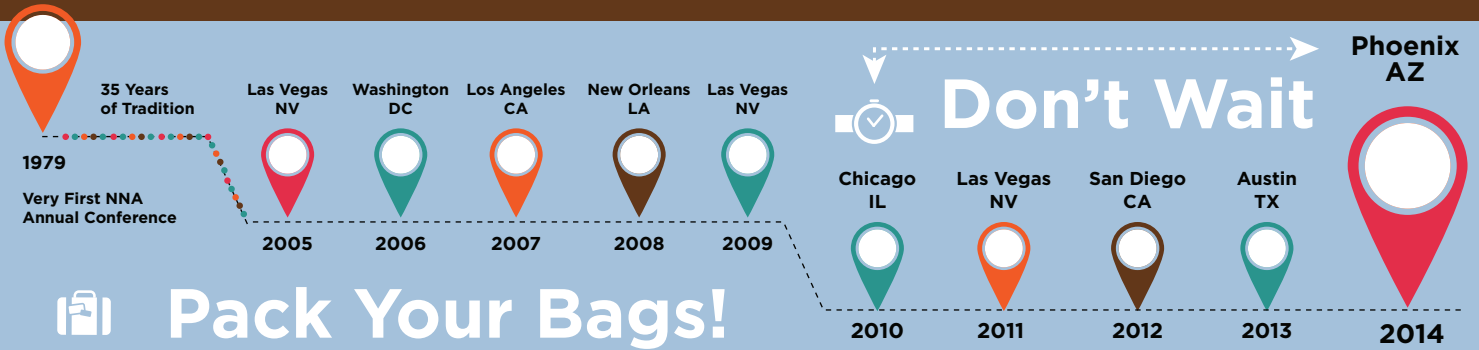 35 Years
of Tradition
1979
Very First NNA
Annual Conference
Las Vegas
NV
2005
Washington
DC
2006
Los Angeles
CA
2007
New Orleans
LA
2008
Las Vegas
NV
2009
Pack Your Bags!
Don't Wait
Chicago
IL
2010
Las Vegas
NV
2011
San Diego
CA
2012
Austin
TX
2013
Phoenix
AZ
2014